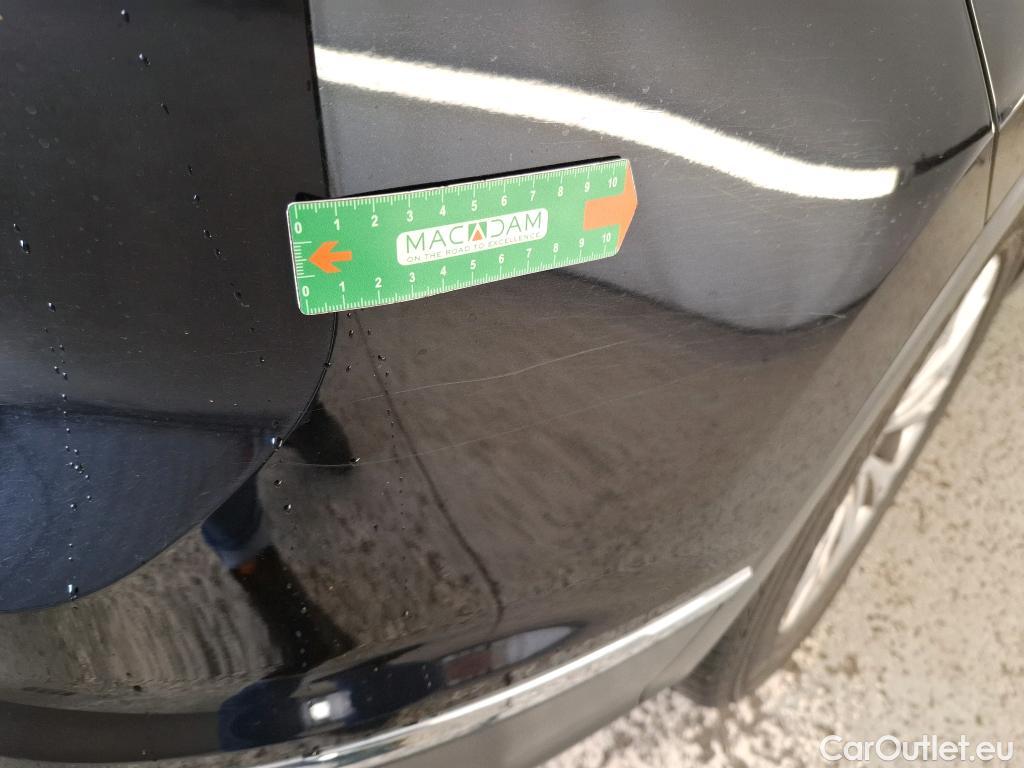 0 1 2 3 4 5 6 7 8 9 10
MACADAM
ON THE ROAD TO EXCELLENCE
0 1 2 3 4 5 6 7 8 9 10
CarOutlet.eu